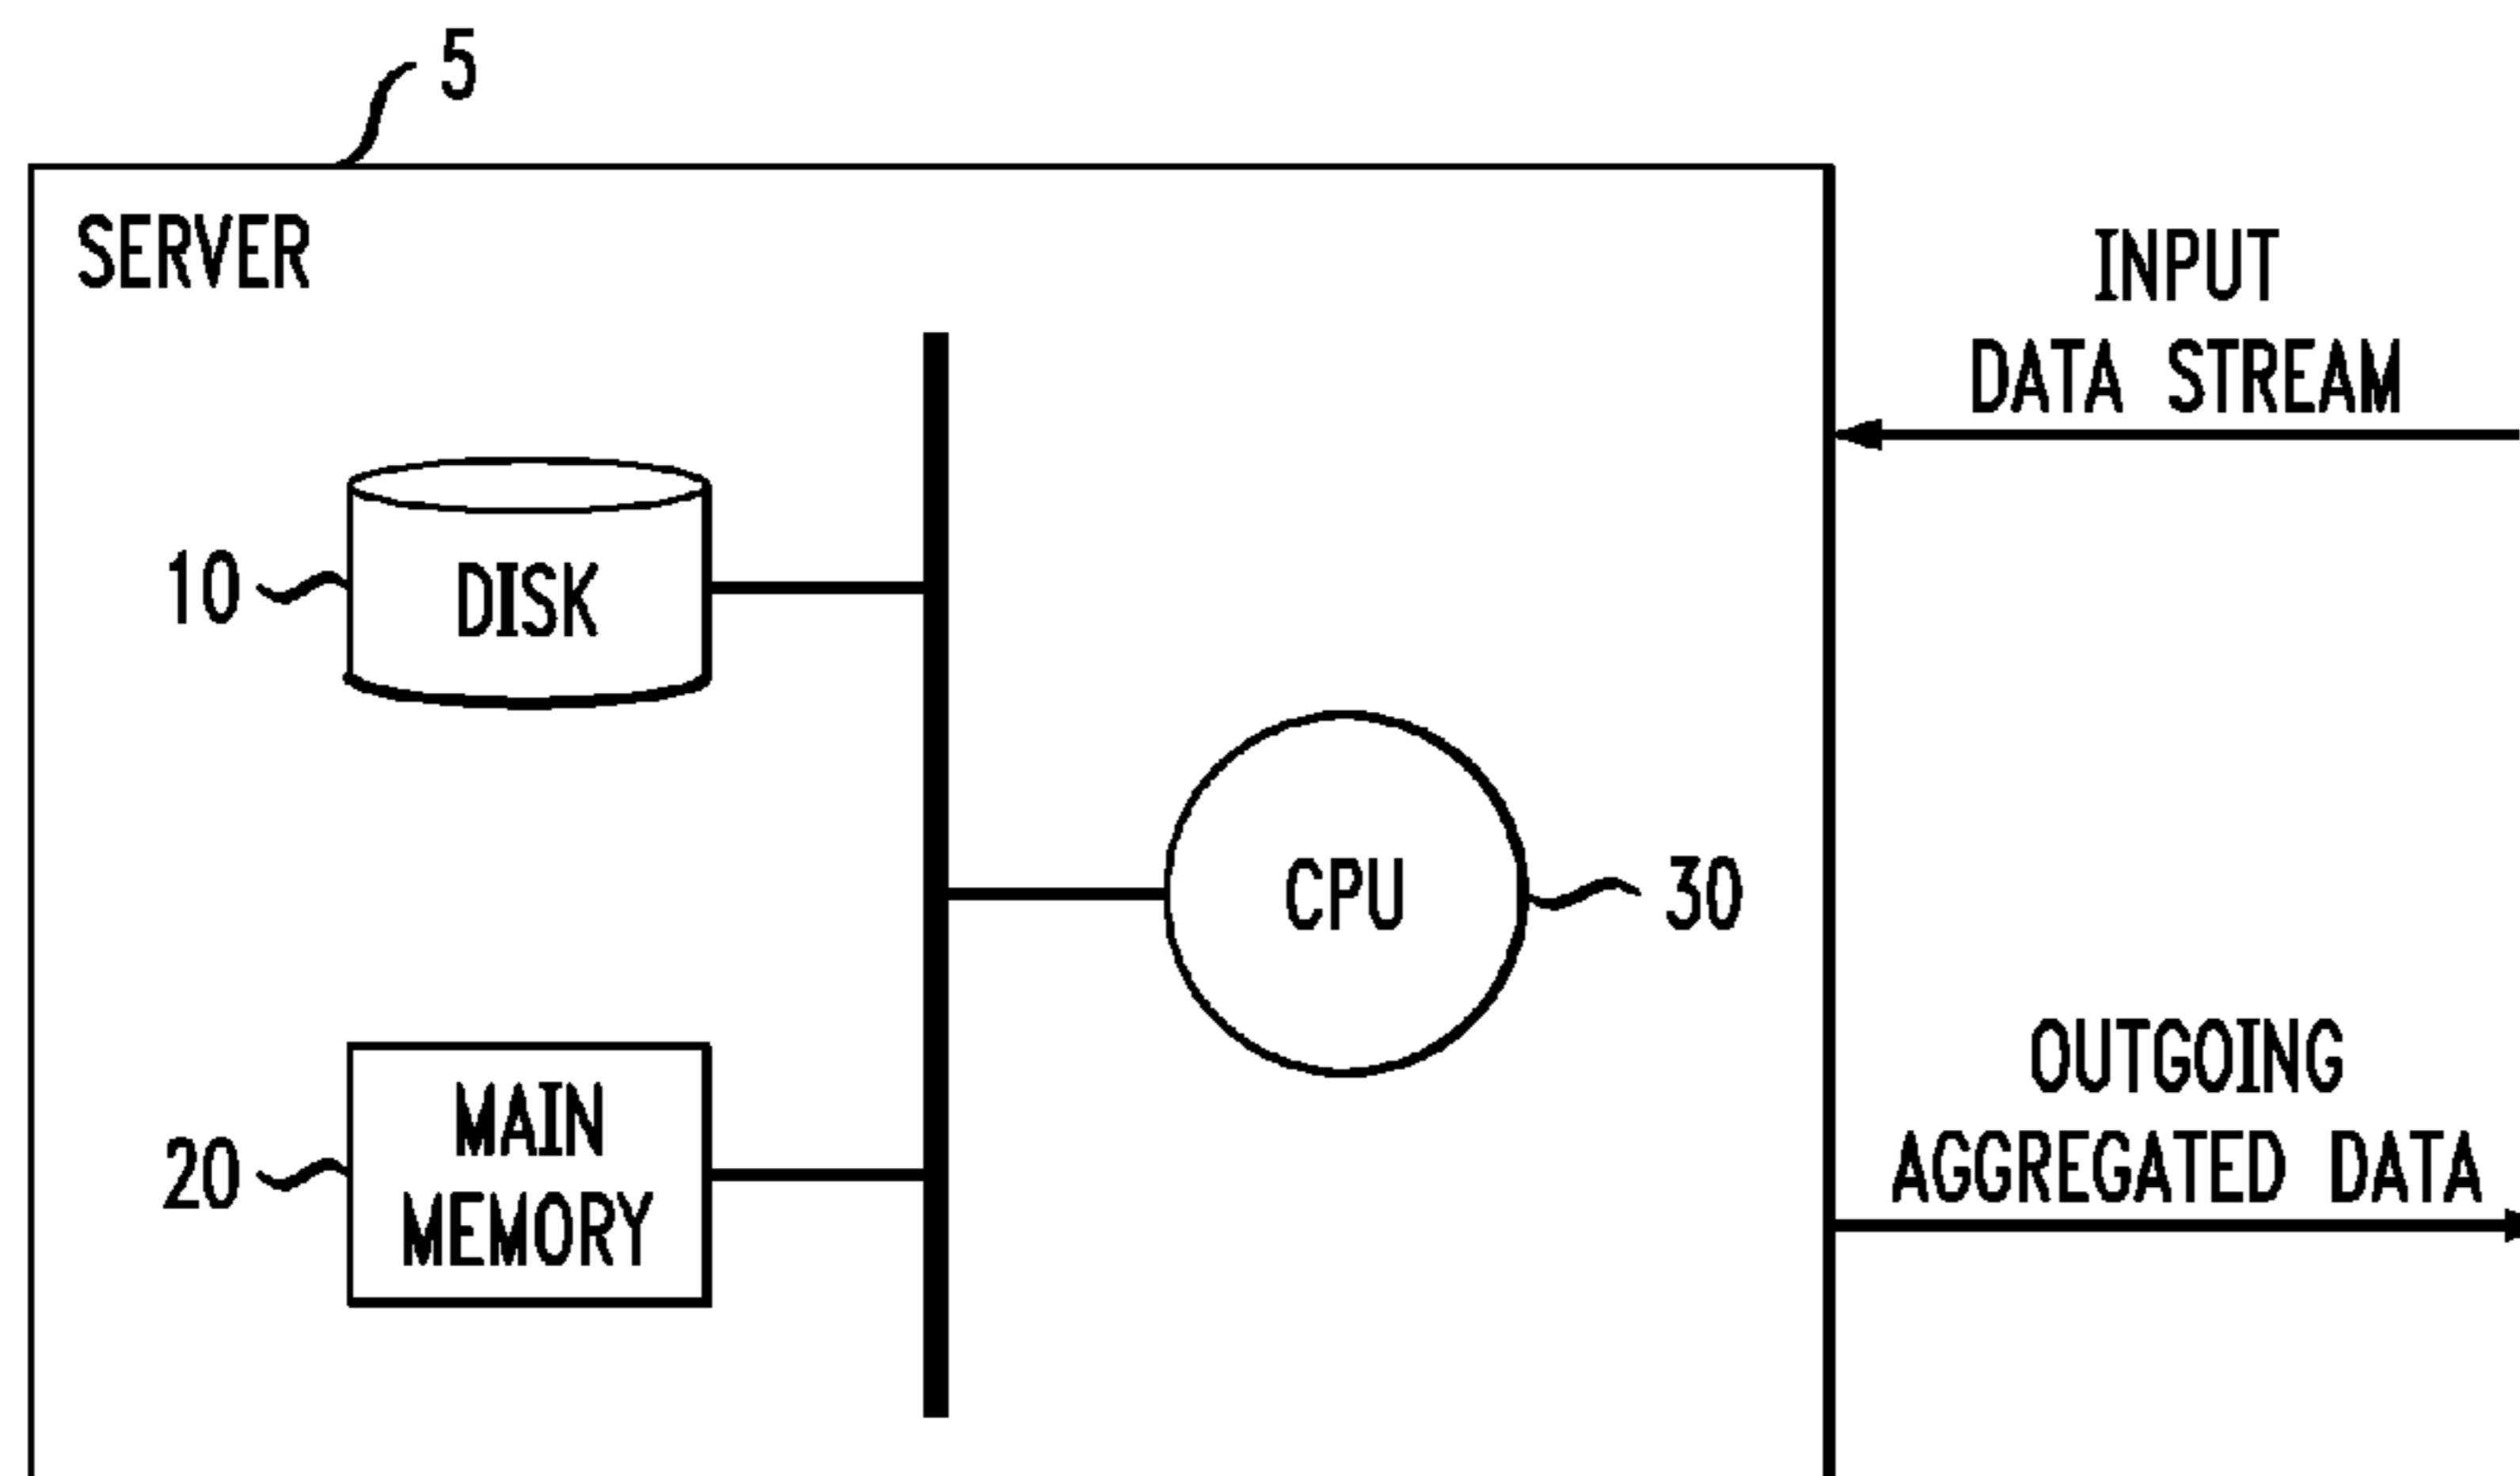 5
SERVER
INPUT
DATA STREAM
10
DISK
CPU
30
20
MAIN
MEMORY
OUTGOING
AGGREGATED DATA